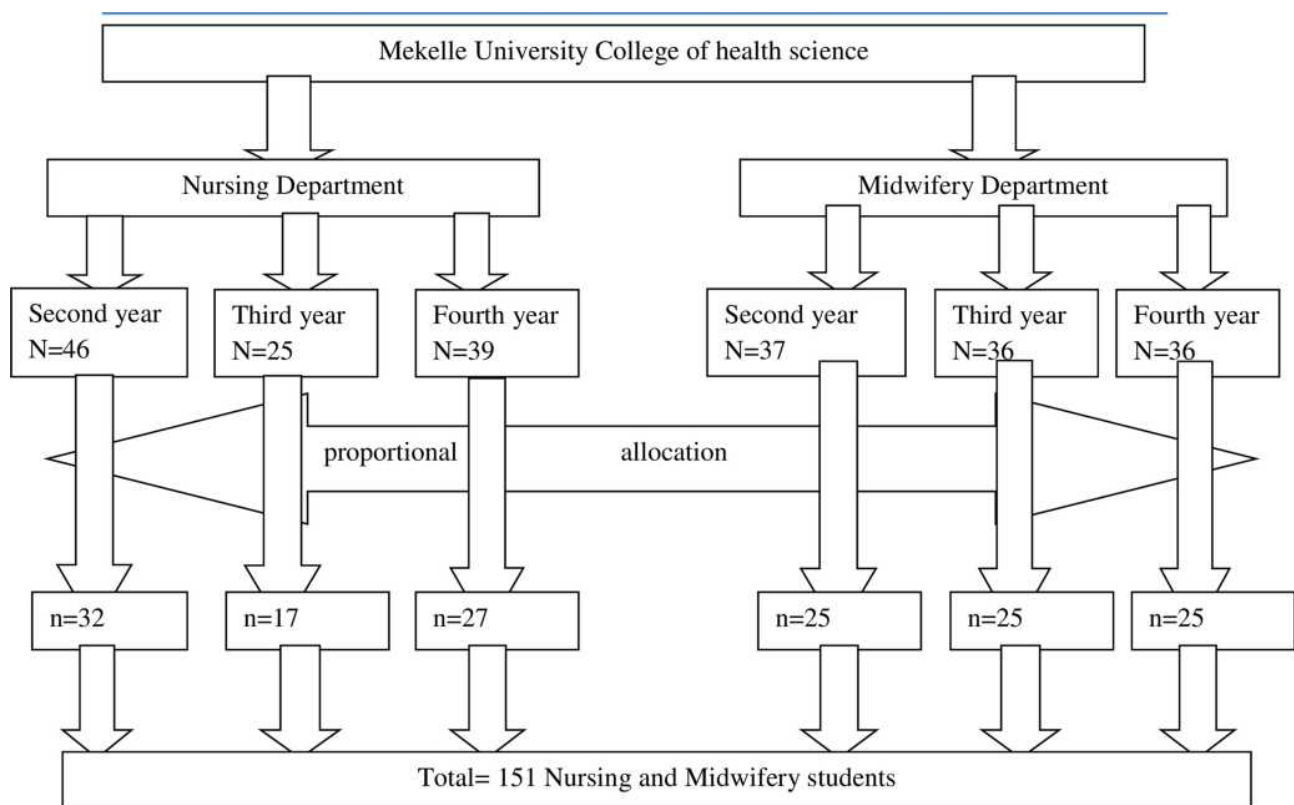 Mekelle University College of health science
Nursing Department
Midwifery Department
Second year
N=46
Third year
N=25
Fourth year
N=39
Second year
N=37
Third year
N=36
Fourth year
N=36
proportional allocation
n=32
n=17
n=27
n=25
n=25
n=25
Total= 151 Nursing and Midwifery students